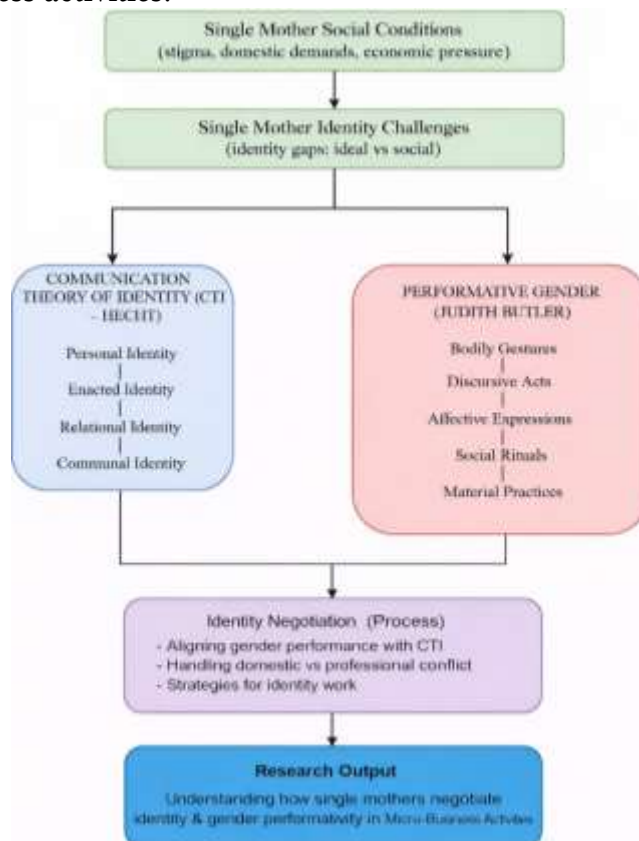 ess activities.
Single Mother Social Conditions
(stigma, domestic demands, economic pressure)
Single Mother Identity Challenges
(identity gaps: ideal vs social)
COMMUNICATION
THEORY OF IDENTITY (CTI
- HECHT)
Personal Identity
Enacted Identity
Relational Identity
Communal Identity
PERFORMATIVE GENDER
(JUDITH BUTLER)
Bodily Gestures
Discursive Acts
Affective Expressions
Social Rituals
Material Practices
Identity Negotiation (Process)
- Aligning gender performance with CTI
- Handling domestic vs professional conflict
- Strategies for identity work
Research Output
Understanding how single mothers negotiate
identity & gender performativity in Micro-Business